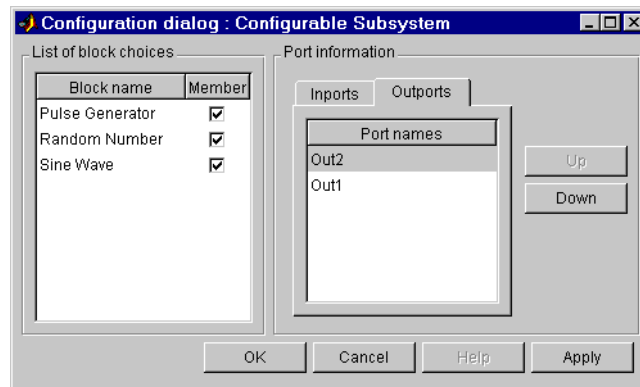 Configuration dialog : Configurable Subsystem
List of block choices
Block name Member
Pulse Generator
Random Number
Sine Wave
Port information
Inports Outports
Port names
Out2
Out1
Up
Down
OK Cancel Help Apply